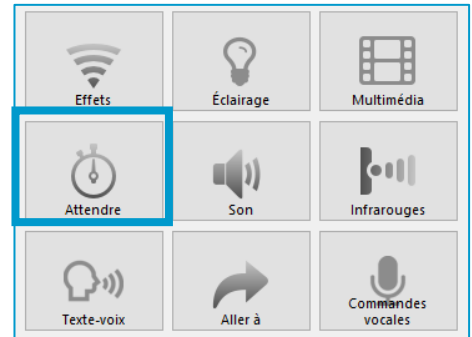 Effets
Éclairage
Multimédia
Attendre
Son
Infrarouges
Texte-voix
Aller à
Commandes
vocales